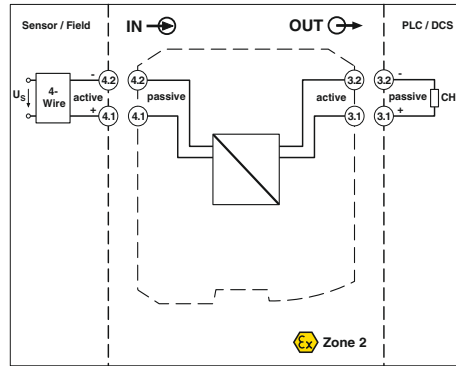 Sensor / Field
IN
OUT
PLC / DCS
4.2
4.2
3.2
3.2
-
-
US
4-
Wire
active
passive
active
passive
CH
+
+
4.1
4.1
3.1
3.1
Ex Zone 2